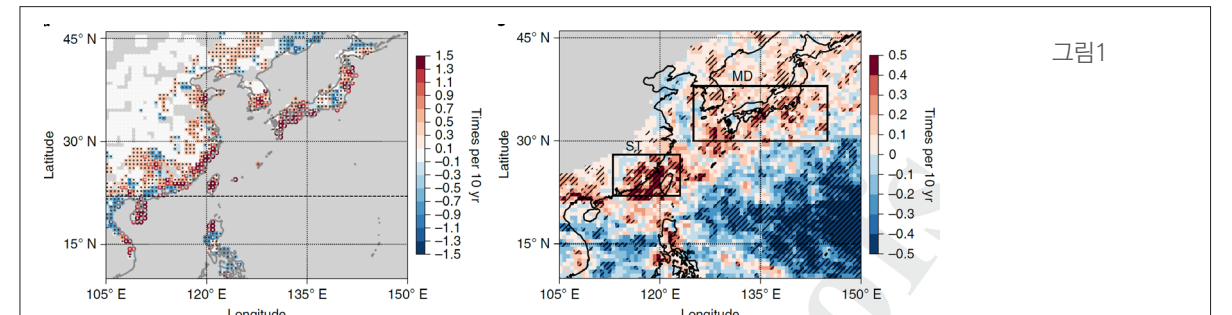 그림1
45° N
30° N
15° N
Latitude
105° E
120° E
135° E
150° E
Longitude
1.5
1.3
1.1
0.9
0.7
0.5
0.3
0.1
−0.1
−0.3
−0.5
−0.7
−0.9
−1.1
−1.3
−1.5
Times per 10 yr
45° N
30° N
15° N
Latitude
MD
ST
105° E
120° E
135° E
150° E
Longitude
0.5
0.4
0.3
0.2
0.1
0
−0.1
−0.2
−0.3
−0.4
−0.5
Times per 10 yr